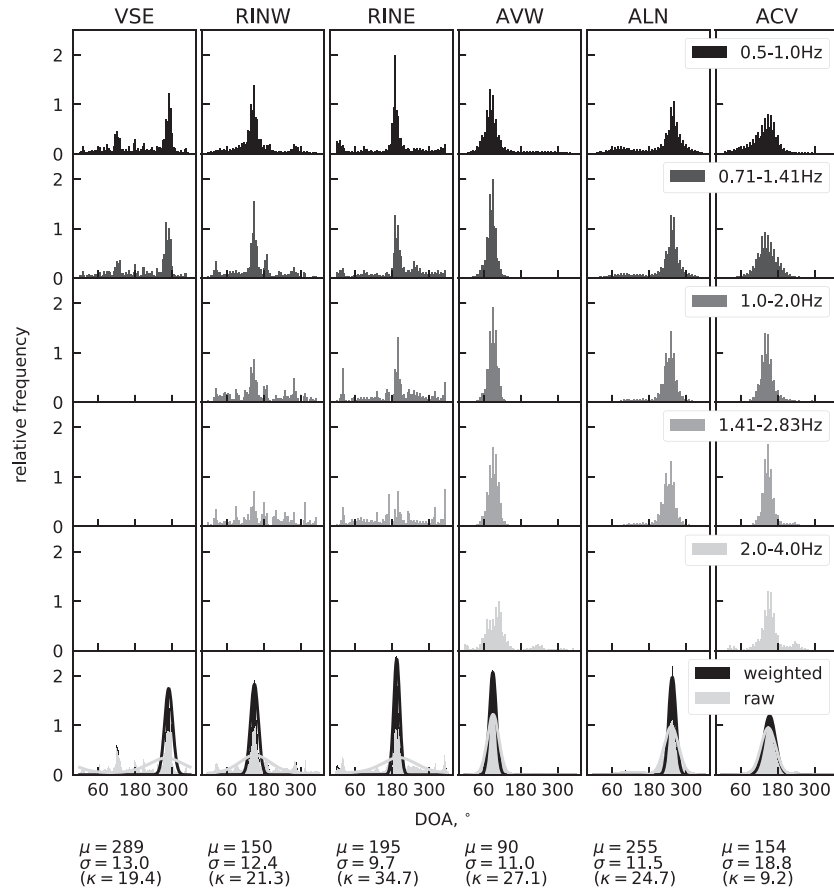 VSE RINW RINE AVW ALN ACV
2 0.5-1.0Hz
1
0
2 0.71-1.41Hz
1
0
2 1.0-2.0Hz
1
0
relative frequency
2 1.41-2.83Hz
1
0
2 2.0-4.0Hz
1
0
2 weighted
raw
1
0
60 180 300 60 180 300 60 180 300 60 180 300 60 180 300 60 180 300
DOA, °
μ = 289 μ = 150 μ = 195 μ = 90 μ = 255 μ = 154
σ = 13.0 σ = 12.4 σ = 9.7 σ = 11.0 σ = 11.5 σ = 18.8
(κ = 19.4) (κ = 21.3) (κ = 34.7) (κ = 27.1) (κ = 24.7) (κ = 9.2)